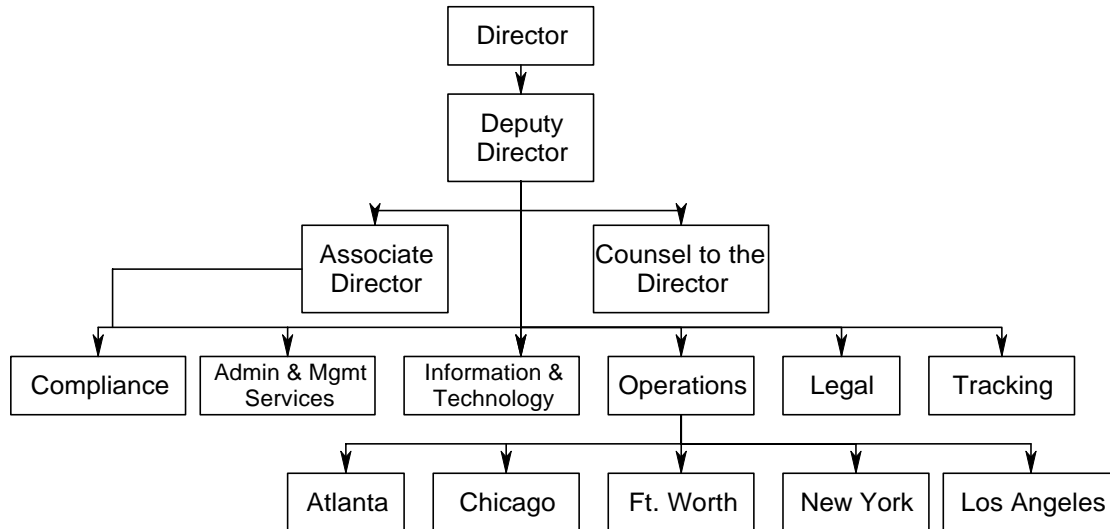 Director
Deputy
Director
Associate
Director
Counsel to the
Director
Compliance
Admin & Mgmt
Services
Information &
Technology
Operations
Legal
Tracking
Atlanta
Chicago
Ft. Worth
New York
Los Angeles